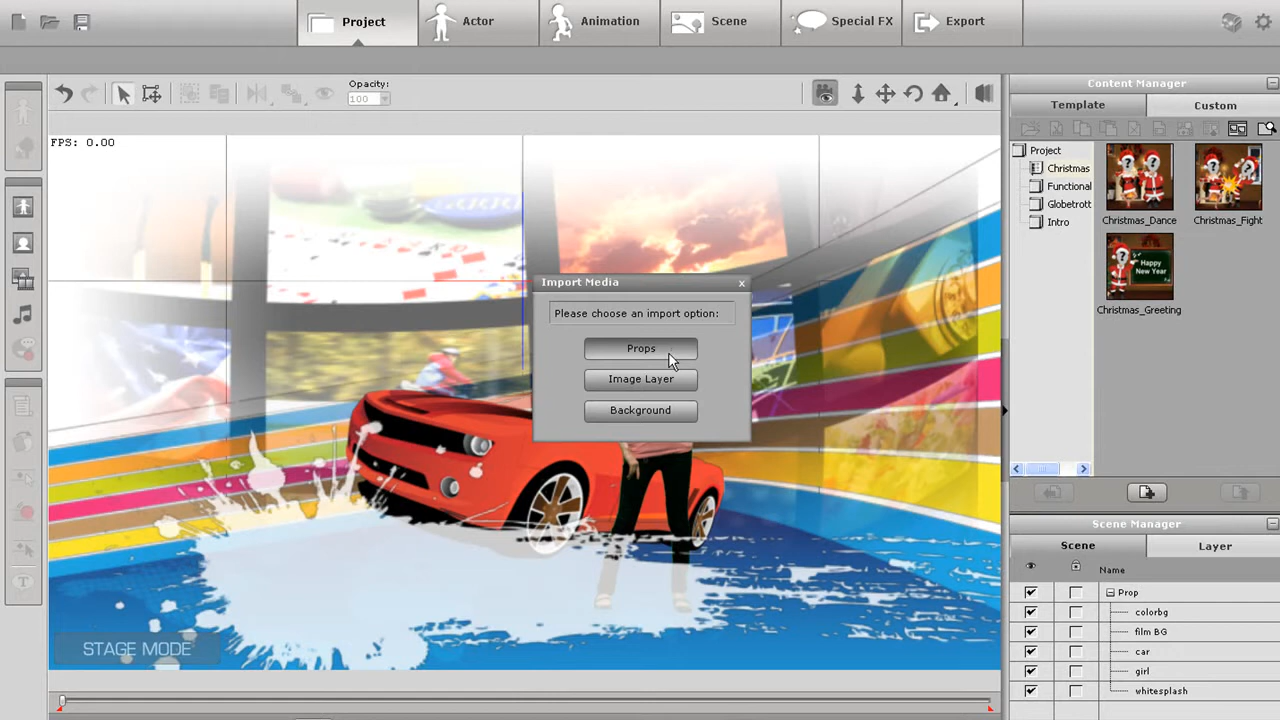 Project
Actor
Animation
Scene
Special FX
Export
Opacity:
100
FPS: 0.00
Import Media
x
Please choose an import option:
Props
Image Layer
Background
STAGE MODE
Content Manager
Template
Custom
Project
Christmas
Functional
Globetrott
Intro
Christmas_Dance
Christmas_Fight
Happy
New Year
Christmas_Greeting
Scene Manager
Scene
Layer
Name
Prop
colorbg
film BG
car
girl
whitesplash